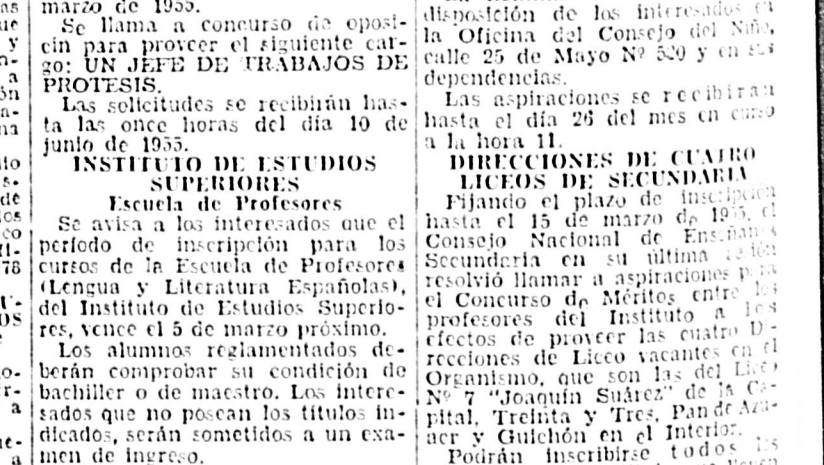 marzo de 1955.
Se llama a concurso de oposi-
ción para proveer el siguiente car-
go: UN JEFE DE TRABAJOS DE
PROTESIS.
Las solicitudes se recibirán has-
ta las once horas del día 10 de
junio de 1955.
INSTITUTO DE ESTUDIOS
SUPERIORES
Escuela de Profesores
Se avisa a los interesados que el
período de inscripción para los
cursos de la Escuela de Profesores
(Lengua y Literatura Españolas),
del Instituto de Estudios Superio-
res, vence el 5 de marzo próximo.
Los alumnos reglamentados de-
berán comprobar su condición de
bachiller o de maestro. Los intere-
sados que no posean los títulos in-
dicados, serán sometidos a un exa-
men de ingreso.
disposición de los interesados en
la Oficina del Consejo del Niño,
calle 25 de Mayo Nº 520 y en sus
dependencias.
Las aspiraciones se recibirán
hasta el día 26 del mes en curso
a la hora 11.
DIRECCIONES DE CUATRO
LICEOS DE SECUNDARIA
Fijando el plazo de inscripción
hasta el 15 de marzo de 1955, el
Consejo Nacional de Enseñanza
Secundaria en su última sesión
resolvió llamar a aspiraciones para
el Concurso de Méritos entre los
profesores del Instituto a los
efectos de proveer las cuatro Di-
recciones de Liceo vacantes en el
Organismo, que son las del Liceo
Nº 7 "Joaquín Suárez" de la Ca-
pital, Treinta y Tres, Pan de Azú-
car y Guichón en el Interior.
Podrán inscribirse todos los